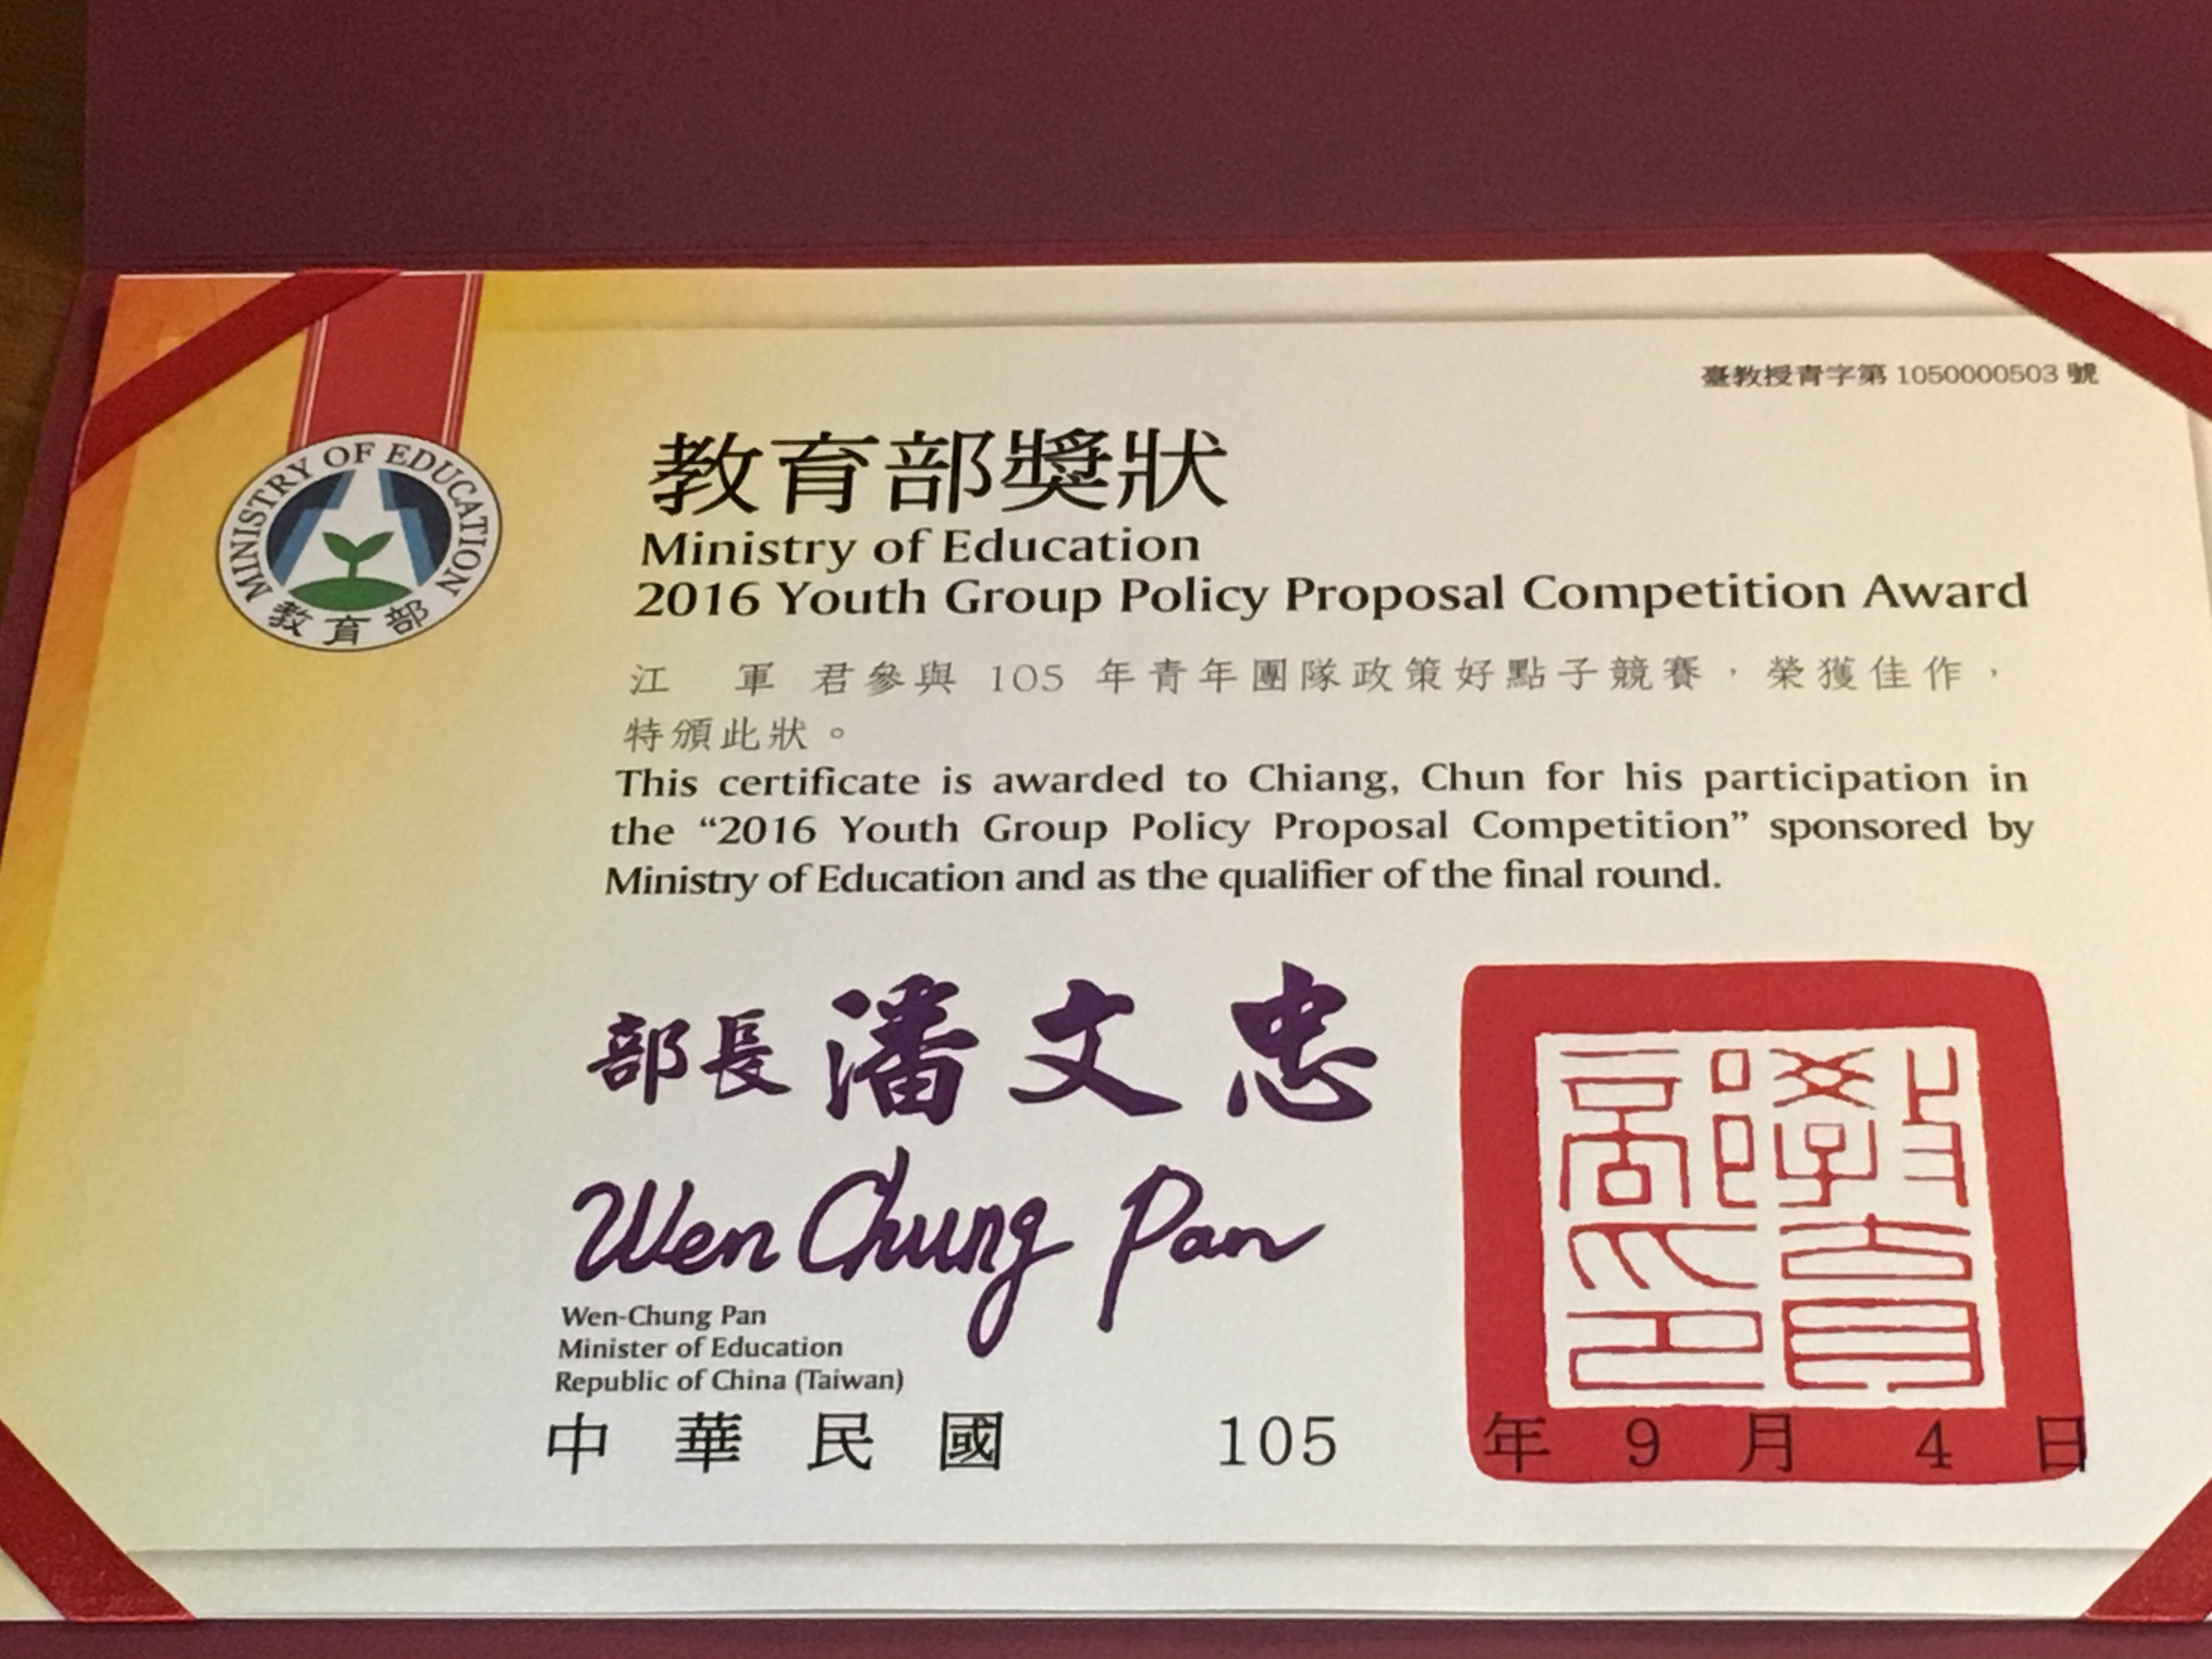 臺教授青字第 1050000503 號
MINISTRY OF EDUCATION
教育部
教育部獎狀
Ministry of Education
2016 Youth Group Policy Proposal Competition Award
江 軍 君參與 105 年青年團隊政策好點子競賽,榮獲佳作,
特頒此狀。
This certificate is awarded to Chiang, Chun for his participation in
the “2016 Youth Group Policy Proposal Competition” sponsored by
Ministry of Education and as the qualifier of the final round.
部長 潘文忠
Wen Chung Pan
教育部印
Wen-Chung Pan
Minister of Education
Republic of China (Taiwan)
中華民國 105 年 9 月 4 日